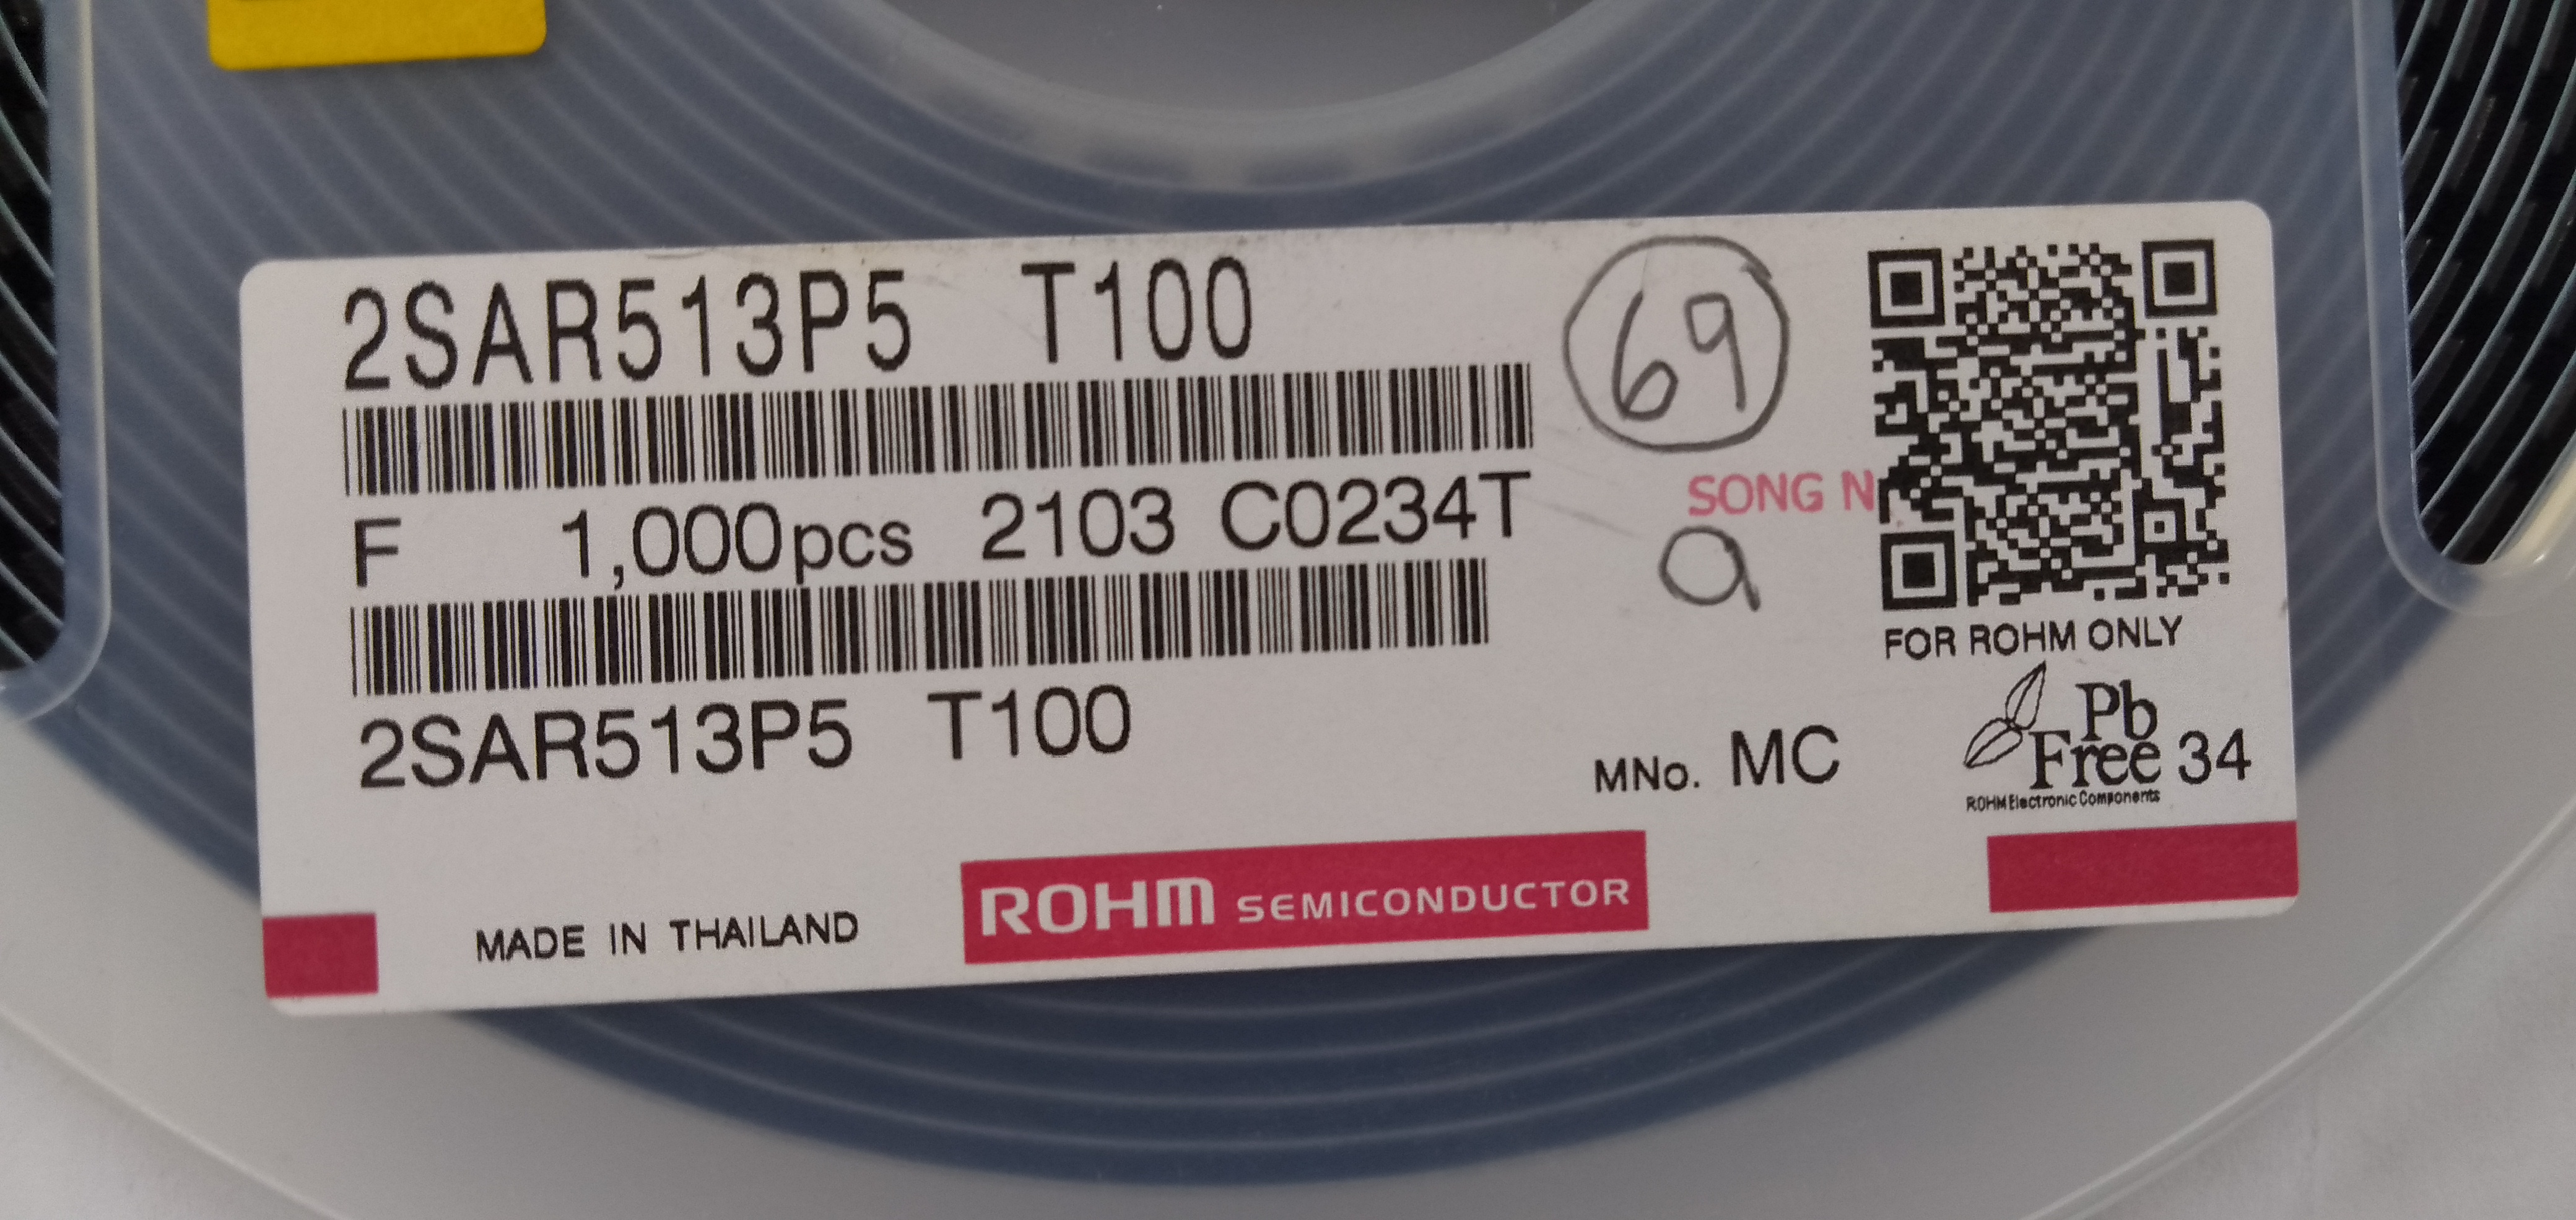 2SAR513P5 T100
69
F 1,000pcs 2103 C0234T
SONG N
a
FOR ROHM ONLY
2SAR513P5 T100
MNo. MC
Pb
Free 34
ROHM Electronic Components
MADE IN THAILAND
ROHM SEMICONDUCTOR